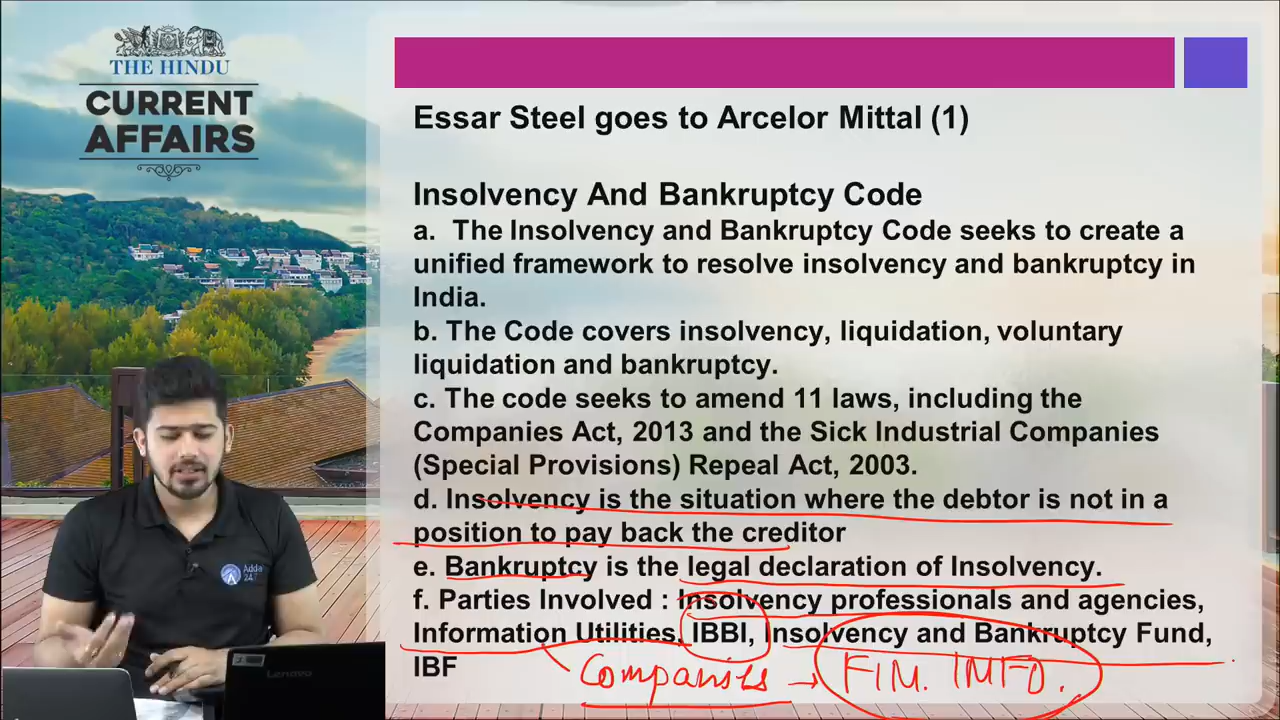 THE HINDU
CURRENT
AFFAIRS
Essar Steel goes to Arcelor Mittal (1)
Insolvency And Bankruptcy Code
a. The Insolvency and Bankruptcy Code seeks to create a
unified framework to resolve insolvency and bankruptcy in
India.
b. The Code covers insolvency, liquidation, voluntary
liquidation and bankruptcy.
c. The code seeks to amend 11 laws, including the
Companies Act, 2013 and the Sick Industrial Companies
(Special Provisions) Repeal Act, 2003.
d. Insolvency is the situation where the debtor is not in a
position to pay back the creditor
e. Bankruptcy is the legal declaration of Insolvency.
f. Parties Involved : Insolvency professionals and agencies,
Information Utilities, IBBI, Insolvency and Bankruptcy Fund,
IBF
Companies → FIN. INFO.
Adda
247
Lenovo